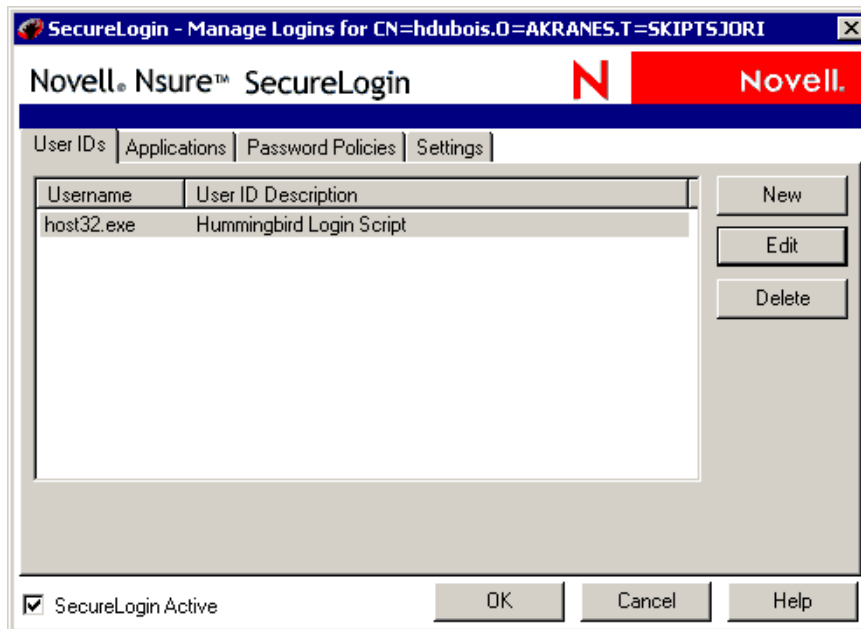 SecureLogin - Manage Logins for CN=hdubois.O=AKRANES.T=SKIPTSJORI
Novell® Nsure™ SecureLogin N Novell.
User IDs Applications Password Policies Settings
Username User ID Description
host32.exe Hummingbird Login Script
New
Edit
Delete
SecureLogin Active OK Cancel Help